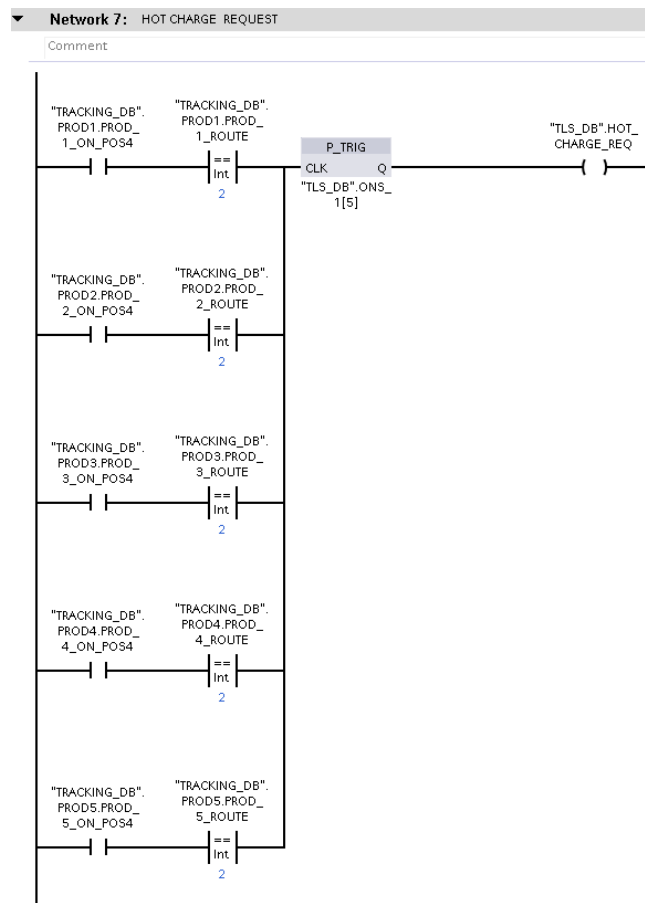 Network 7: HOT CHARGE REQUEST
Comment
"TRACKING_DB".
PROD1.PROD_
1_ON_POS4
"TRACKING_DB".
PROD1.PROD_
1_ROUTE
==
Int
2
P_TRIG
CLK Q
"TLS_DB".ONS_
1[5]
"TLS_DB".HOT_
CHARGE_REQ
"TRACKING_DB".
PROD2.PROD_
2_ON_POS4
"TRACKING_DB".
PROD2.PROD_
2_ROUTE
==
Int
2
"TRACKING_DB".
PROD3.PROD_
3_ON_POS4
"TRACKING_DB".
PROD3.PROD_
3_ROUTE
==
Int
2
"TRACKING_DB".
PROD4.PROD_
4_ON_POS4
"TRACKING_DB".
PROD4.PROD_
4_ROUTE
==
Int
2
"TRACKING_DB".
PROD5.PROD_
5_ON_POS4
"TRACKING_DB".
PROD5.PROD_
5_ROUTE
==
Int
2